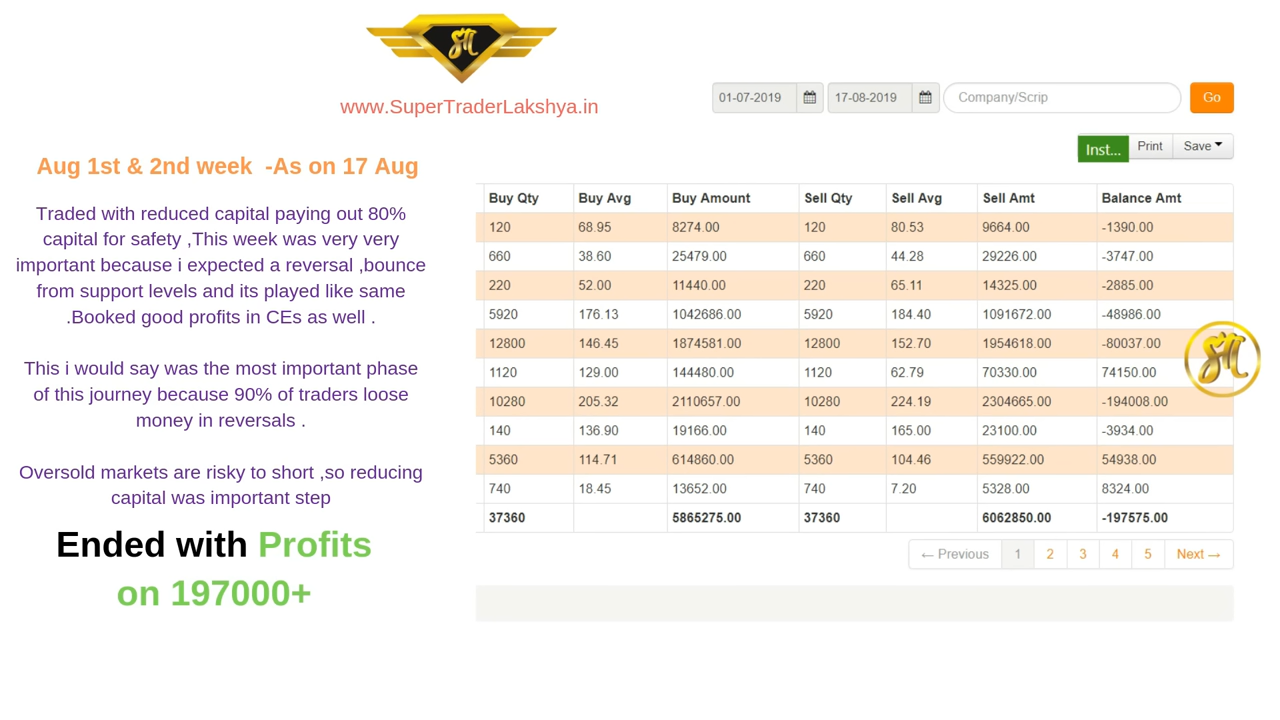 STL
www.SuperTraderLakshya.in
01-07-2019 17-08-2019 Company/Scrip Go
Inst... Print Save
Aug 1st & 2nd week -As on 17 Aug
Traded with reduced capital paying out 80%
capital for safety ,This week was very very
important because i expected a reversal ,bounce
from support levels and its played like same
.Booked good profits in CEs as well .
This i would say was the most important phase
of this journey because 90% of traders loose
money in reversals .
Oversold markets are risky to short ,so reducing
capital was important step
Ended with Profits
on 197000+
Buy Qty Buy Avg Buy Amount Sell Qty Sell Avg Sell Amt Balance Amt
120 68.95 8274.00 120 80.53 9664.00 -1390.00
660 38.60 25479.00 660 44.28 29226.00 -3747.00
220 52.00 11440.00 220 65.11 14325.00 -2885.00
5920 176.13 1042686.00 5920 184.40 1091672.00 -48986.00
12800 146.45 1874581.00 12800 152.70 1954618.00 -80037.00
1120 129.00 144480.00 1120 62.79 70330.00 74150.00
10280 205.32 2110657.00 10280 224.19 2304665.00 -194008.00
140 136.90 19166.00 140 165.00 23100.00 -3934.00
5360 114.71 614860.00 5360 104.46 559922.00 54938.00
740 18.45 13652.00 740 7.20 5328.00 8324.00
37360 5865275.00 37360 6062850.00 -197575.00
STL
← Previous 1 2 3 4 5 Next →